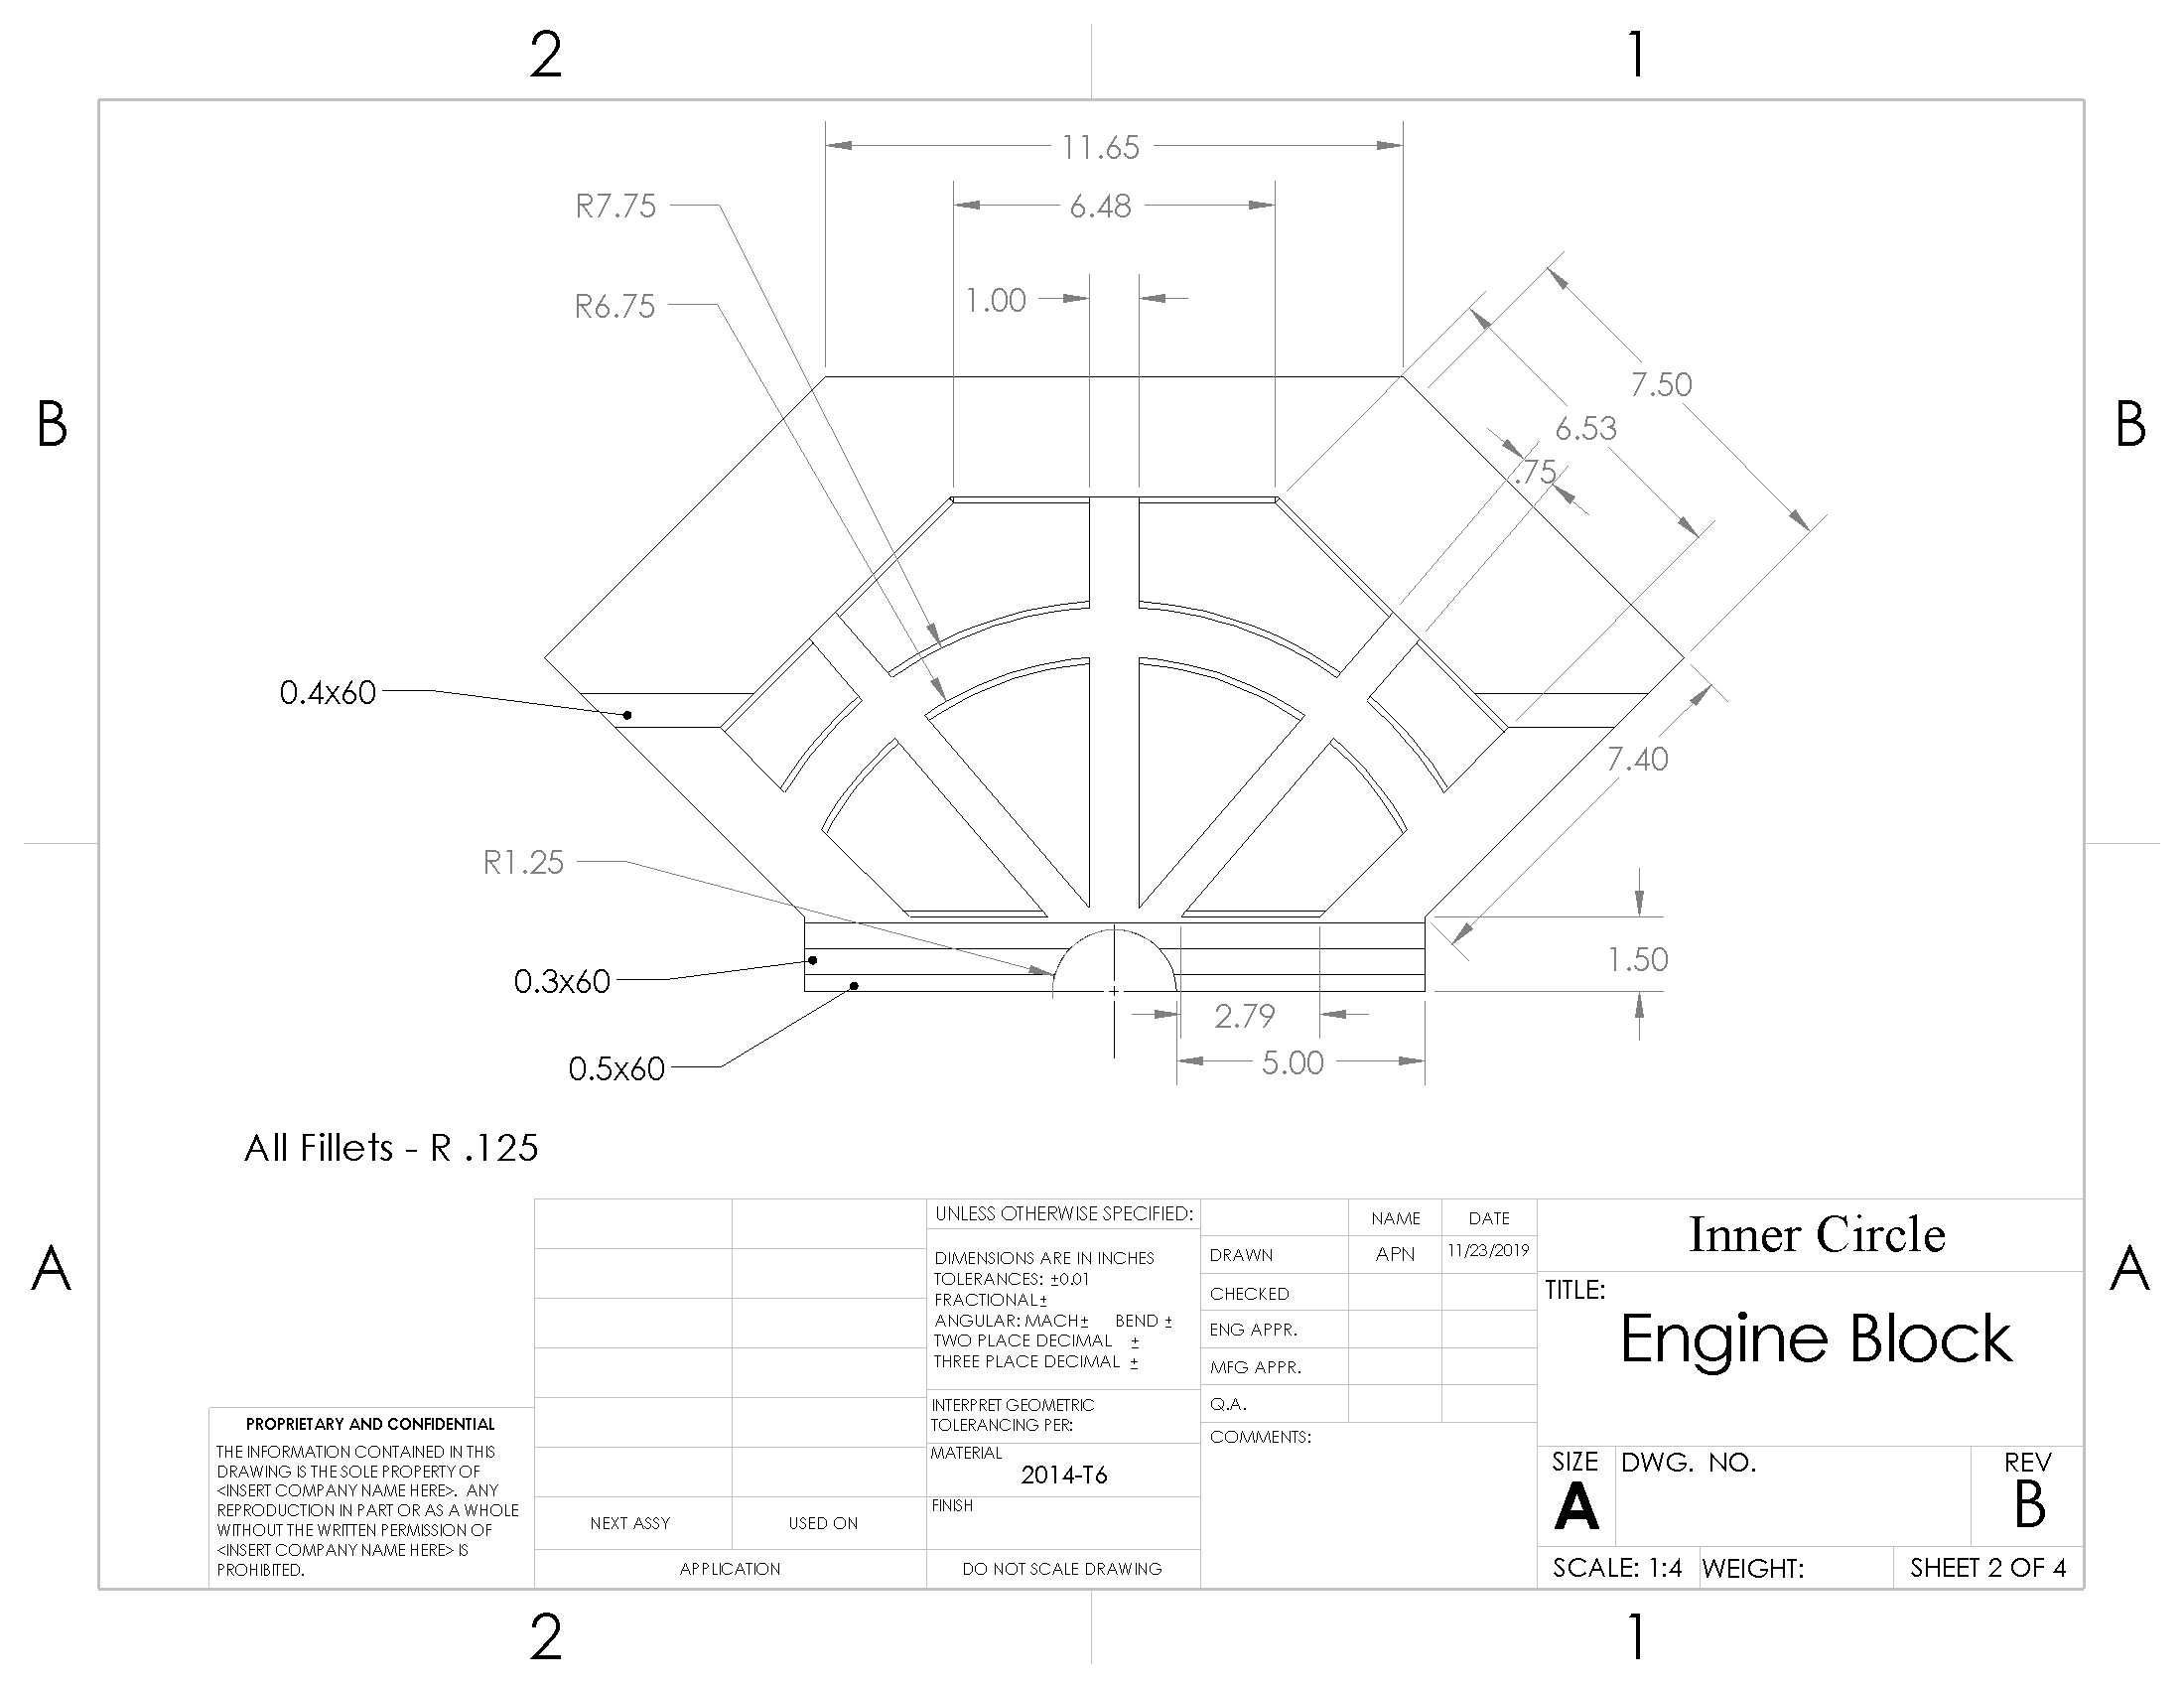 2
1
11.65
R7.75
6.48
R6.75
1.00
7.50
B
B
6.53
.75
0.4x60
7.40
R1.25
1.50
0.3x60
2.79
5.00
0.5x60
All Fillets - R .125
A
A
UNLESS OTHERWISE SPECIFIED:
DIMENSIONS ARE IN INCHES
TOLERANCES: ±0.01
FRACTIONAL±
ANGULAR: MACH± BEND ±
TWO PLACE DECIMAL ±
THREE PLACE DECIMAL ±
INTERPRET GEOMETRIC
TOLERANCING PER:
MATERIAL
2014-T6
FINISH
DO NOT SCALE DRAWING
NAME DATE
DRAWN APN 11/23/2019
CHECKED
ENG APPR.
MFG APPR.
Q.A.
COMMENTS:
Inner Circle
TITLE:
Engine Block
SIZE
A
DWG. NO.
REV
B
SCALE: 1:4
WEIGHT:
SHEET 2 OF 4
PROPRIETARY AND CONFIDENTIAL
THE INFORMATION CONTAINED IN THIS
DRAWING IS THE SOLE PROPERTY OF
<INSERT COMPANY NAME HERE>. ANY
REPRODUCTION IN PART OR AS A WHOLE
WITHOUT THE WRITTEN PERMISSION OF
<INSERT COMPANY NAME HERE> IS
PROHIBITED.
NEXT ASSY
USED ON
APPLICATION
2
1